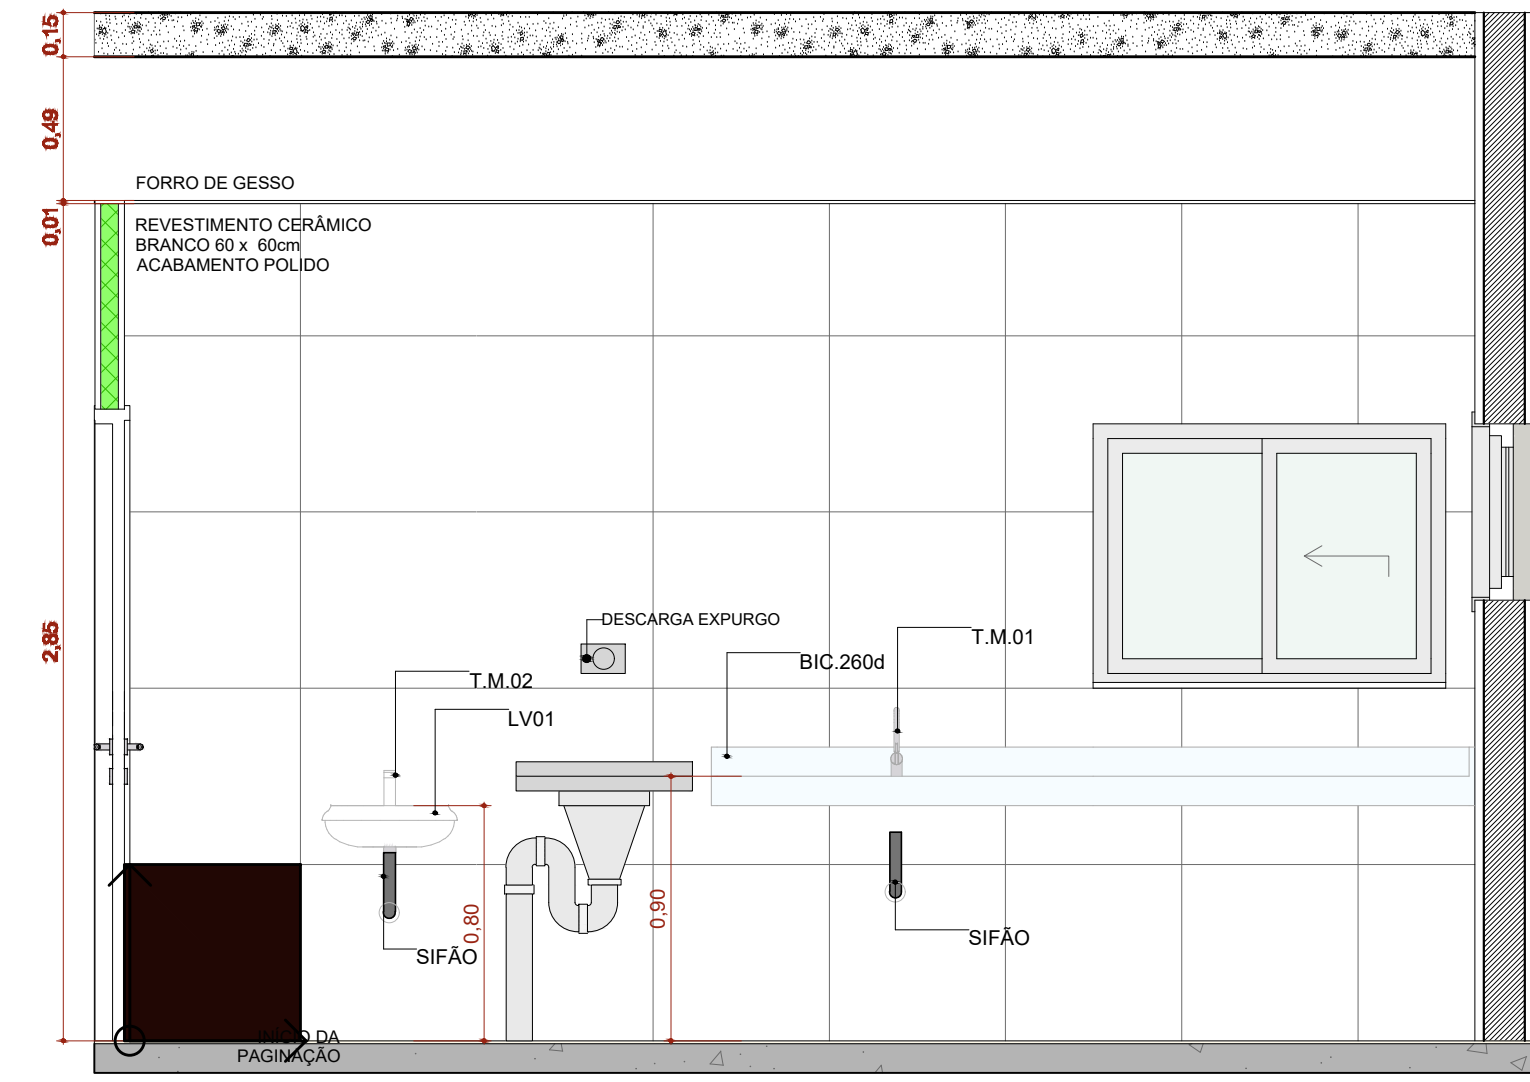 0,15
0,49
FORRO DE GESSO
0,01
REVESTIMENTO CERÂMICO
BRANCO 60 x 60cm
ACABAMENTO POLIDO
DESCARGA EXPURGO
T.M.01
BIC.260d
2,85
T.M.02
LV01
0,80
0,90
SIFÃO
SIFÃO
INÍCIO DA
PAGINAÇÃO